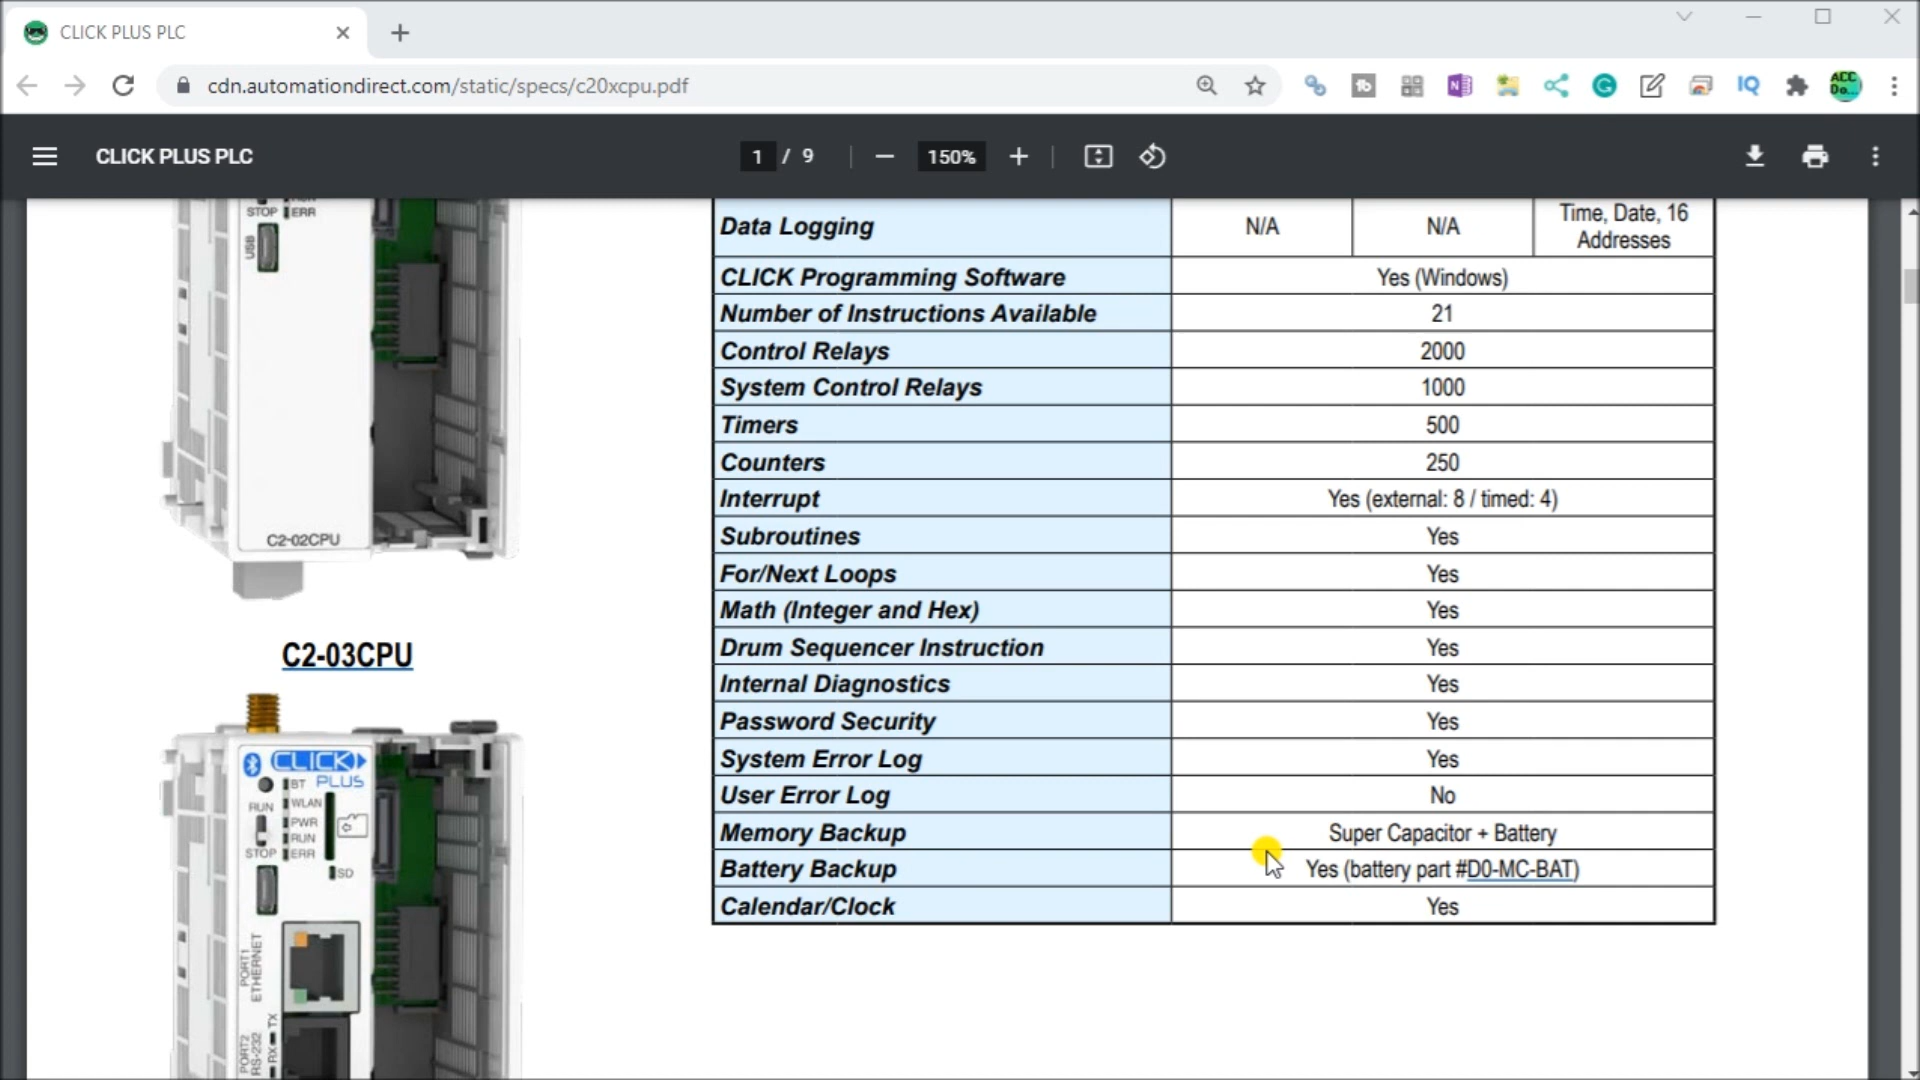 CLICK PLUS PLC
cdn.automationdirect.com/static/specs/c20xcpu.pdf
CLICK PLUS PLC
1 / 9
150%
STOP ERR
USB
C2-02CPU
C2-03CPU
CLICK
PLUS
BT
WLAN
RUN
PWR
RUN
STOP ERR
SD
PORT1
ETHERNET
PORT2
RS-232
RX TX
Data Logging N/A N/A Time, Date, 16
Addresses
CLICK Programming Software Yes (Windows)
Number of Instructions Available 21
Control Relays 2000
System Control Relays 1000
Timers 500
Counters 250
Interrupt Yes (external: 8 / timed: 4)
Subroutines Yes
For/Next Loops Yes
Math (Integer and Hex) Yes
Drum Sequencer Instruction Yes
Internal Diagnostics Yes
Password Security Yes
System Error Log Yes
User Error Log No
Memory Backup Super Capacitor + Battery
Battery Backup Yes (battery part #D0-MC-BAT)
Calendar/Clock Yes